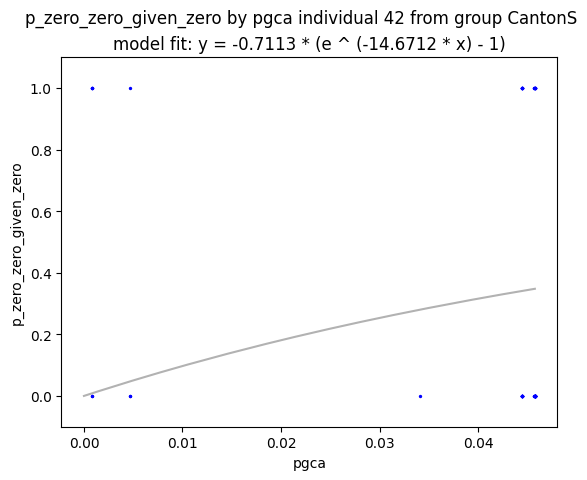 p_zero_zero_given_zero by pgca individual 42 from group CantonS
model fit: y = -0.7113 * (e ^ (-14.6712 * x) - 1)
1.0
0.8
0.6
0.4
0.2
0.0
p_zero_zero_given_zero
0.00 0.01 0.02 0.03 0.04
pgca